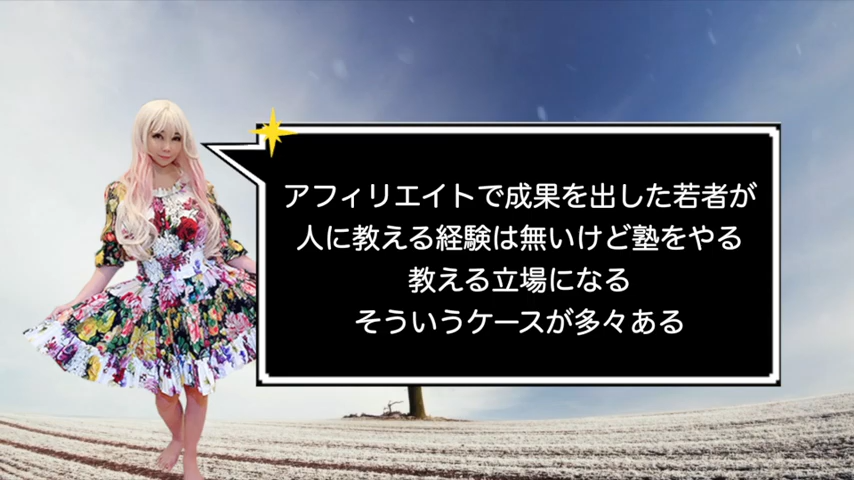 アフィリエイトで成果を出した若者が
人に教える経験は無いけど塾をやる
教える立場になる
そういうケースが多々ある